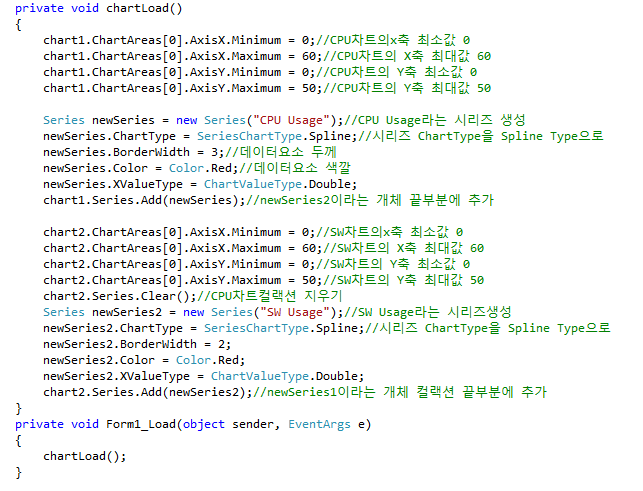 private void chartLoad()
{
    chart1.ChartAreas[0].AxisX.Minimum = 0;//CPU차트의x축 최소값 0
    chart1.ChartAreas[0].AxisX.Maximum = 60;//CPU차트의 X축 최대값 60
    chart1.ChartAreas[0].AxisY.Minimum = 0;//CPU차트의 Y축 최소값 0
    chart1.ChartAreas[0].AxisY.Maximum = 50;//CPU차트의 Y축 최대값 50

    Series newSeries = new Series("CPU Usage");//CPU Usage라는 시리즈 생성
    newSeries.ChartType = SeriesChartType.Spline;//시리즈 ChartType을 Spline Type으로
    newSeries.BorderWidth = 3;//데이터요소 두께
    newSeries.Color = Color.Red;//데이터요소 색깔
    newSeries.XValueType = ChartValueType.Double;
    chart1.Series.Add(newSeries);//newSeries2이라는 개체 끝부분에 추가

    chart2.ChartAreas[0].AxisX.Minimum = 0;//SW차트의x축 최소값 0
    chart2.ChartAreas[0].AxisX.Maximum = 60;//SW차트의 X축 최대값 60
    chart2.ChartAreas[0].AxisY.Minimum = 0;//SW차트의 Y축 최소값 0
    chart2.ChartAreas[0].AxisY.Maximum = 50;//SW차트의 Y축 최대값 50
    chart2.Series.Clear();//CPU차트컬랙션 지우기
    Series newSeries2 = new Series("SW Usage");//SW Usage라는 시리즈생성
    newSeries2.ChartType = SeriesChartType.Spline;//시리즈 ChartType을 Spline Type으로
    newSeries2.BorderWidth = 2;
    newSeries2.Color = Color.Red;
    newSeries2.XValueType = ChartValueType.Double;
    chart2.Series.Add(newSeries2);//newSeries1이라는 개체 컬랙션 끝부분에 추가
}
private void Form1_Load(object sender, EventArgs e)
{
    chartLoad();
}